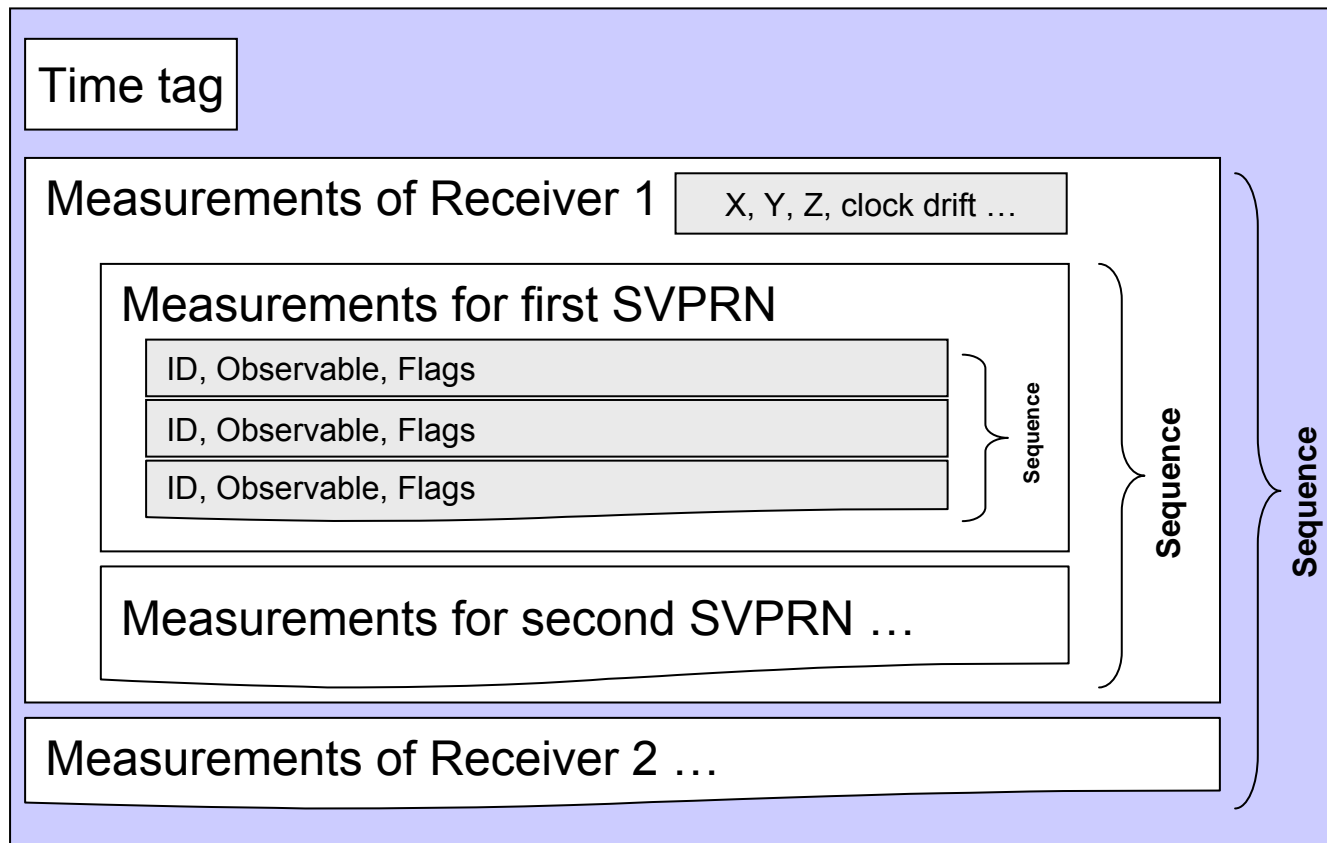 Time tag
Measurements of Receiver 1
X, Y, Z, clock drift …
Measurements for first SVPRN
ID, Observable, Flags
ID, Observable, Flags
ID, Observable, Flags
Sequence
Measurements for second SVPRN …
Sequence
Measurements of Receiver 2 …
Sequence